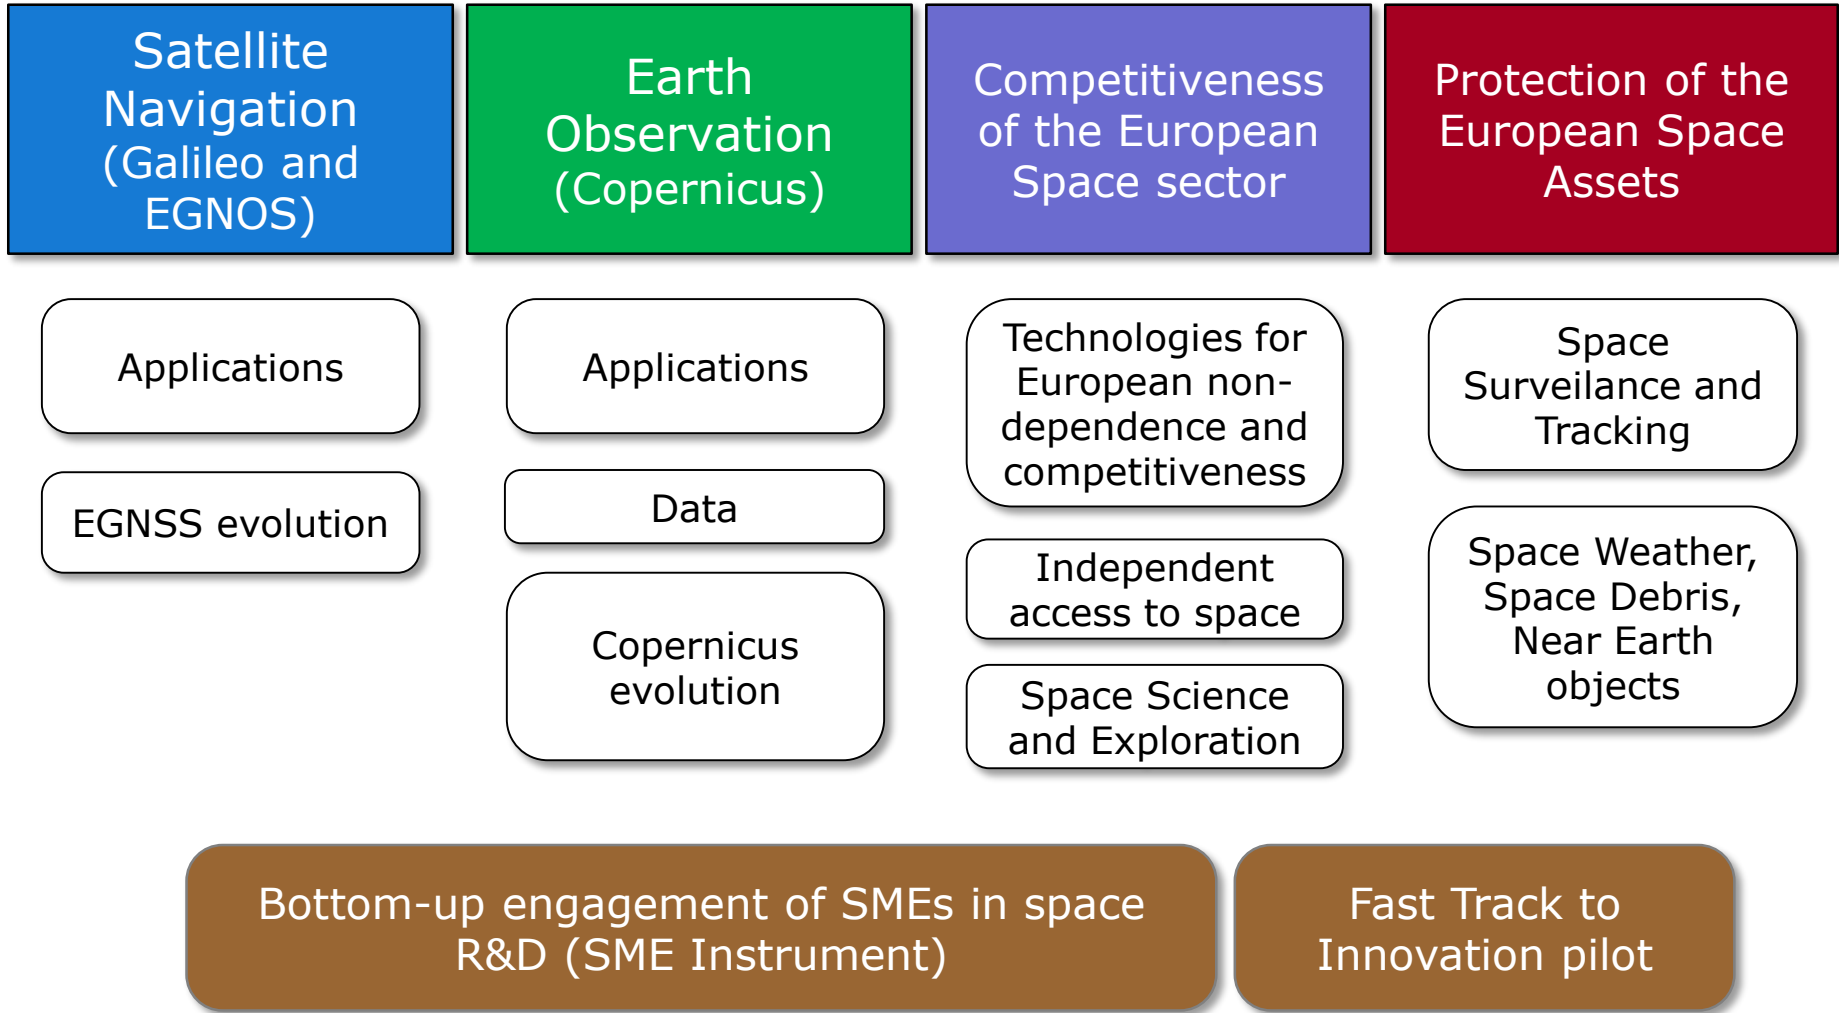 Satellite
Navigation
(Galileo and
EGNOS)
Earth
Observation
(Copernicus)
Competitiveness
of the European
Space sector
Protection of the
European Space
Assets
Applications
EGNSS evolution
Applications
Data
Copernicus
evolution
Technologies for
European non-
dependence and
competitiveness
Independent
access to space
Space Science
and Exploration
Space
Surveilance and
Tracking
Space Weather,
Space Debris,
Near Earth
objects
Bottom-up engagement of SMEs in space
R&D (SME Instrument)
Fast Track to
Innovation pilot